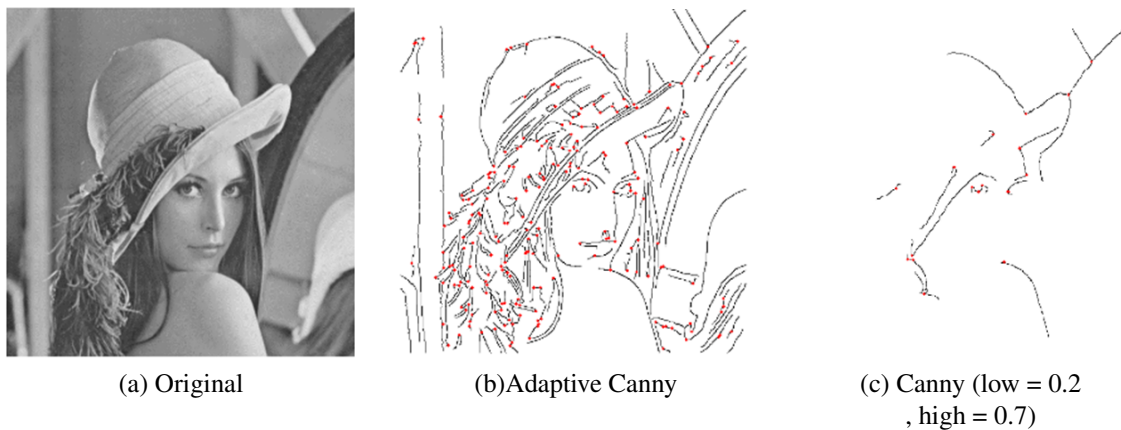 (a) Original
(b)Adaptive Canny
(c) Canny (low = 0.2
, high = 0.7)